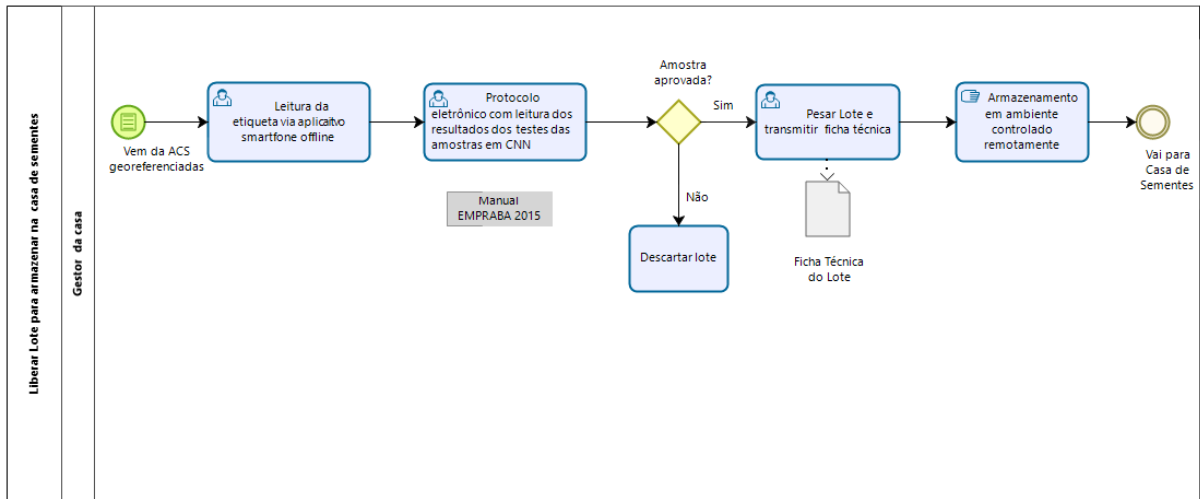 Liberar Lote para armazenar na casa de sementes
Gestor da casa
Vem da ACS
georeferenciadas
Leitura da
etiqueta via aplicaitvo
smartfone offline
Protocolo
eletrônico com leitura dos
resultados dos testes das
amostras em CNN
Manual
EMPRABA 2015
Amostra
aprovada?
Sim
Não
Descartar lote
Pesar Lote e
transmitir ficha técnica
Ficha Técnica
do Lote
Armazenamento
em ambiente
controlado
remotamente
Vai para
Casa de
Sementes